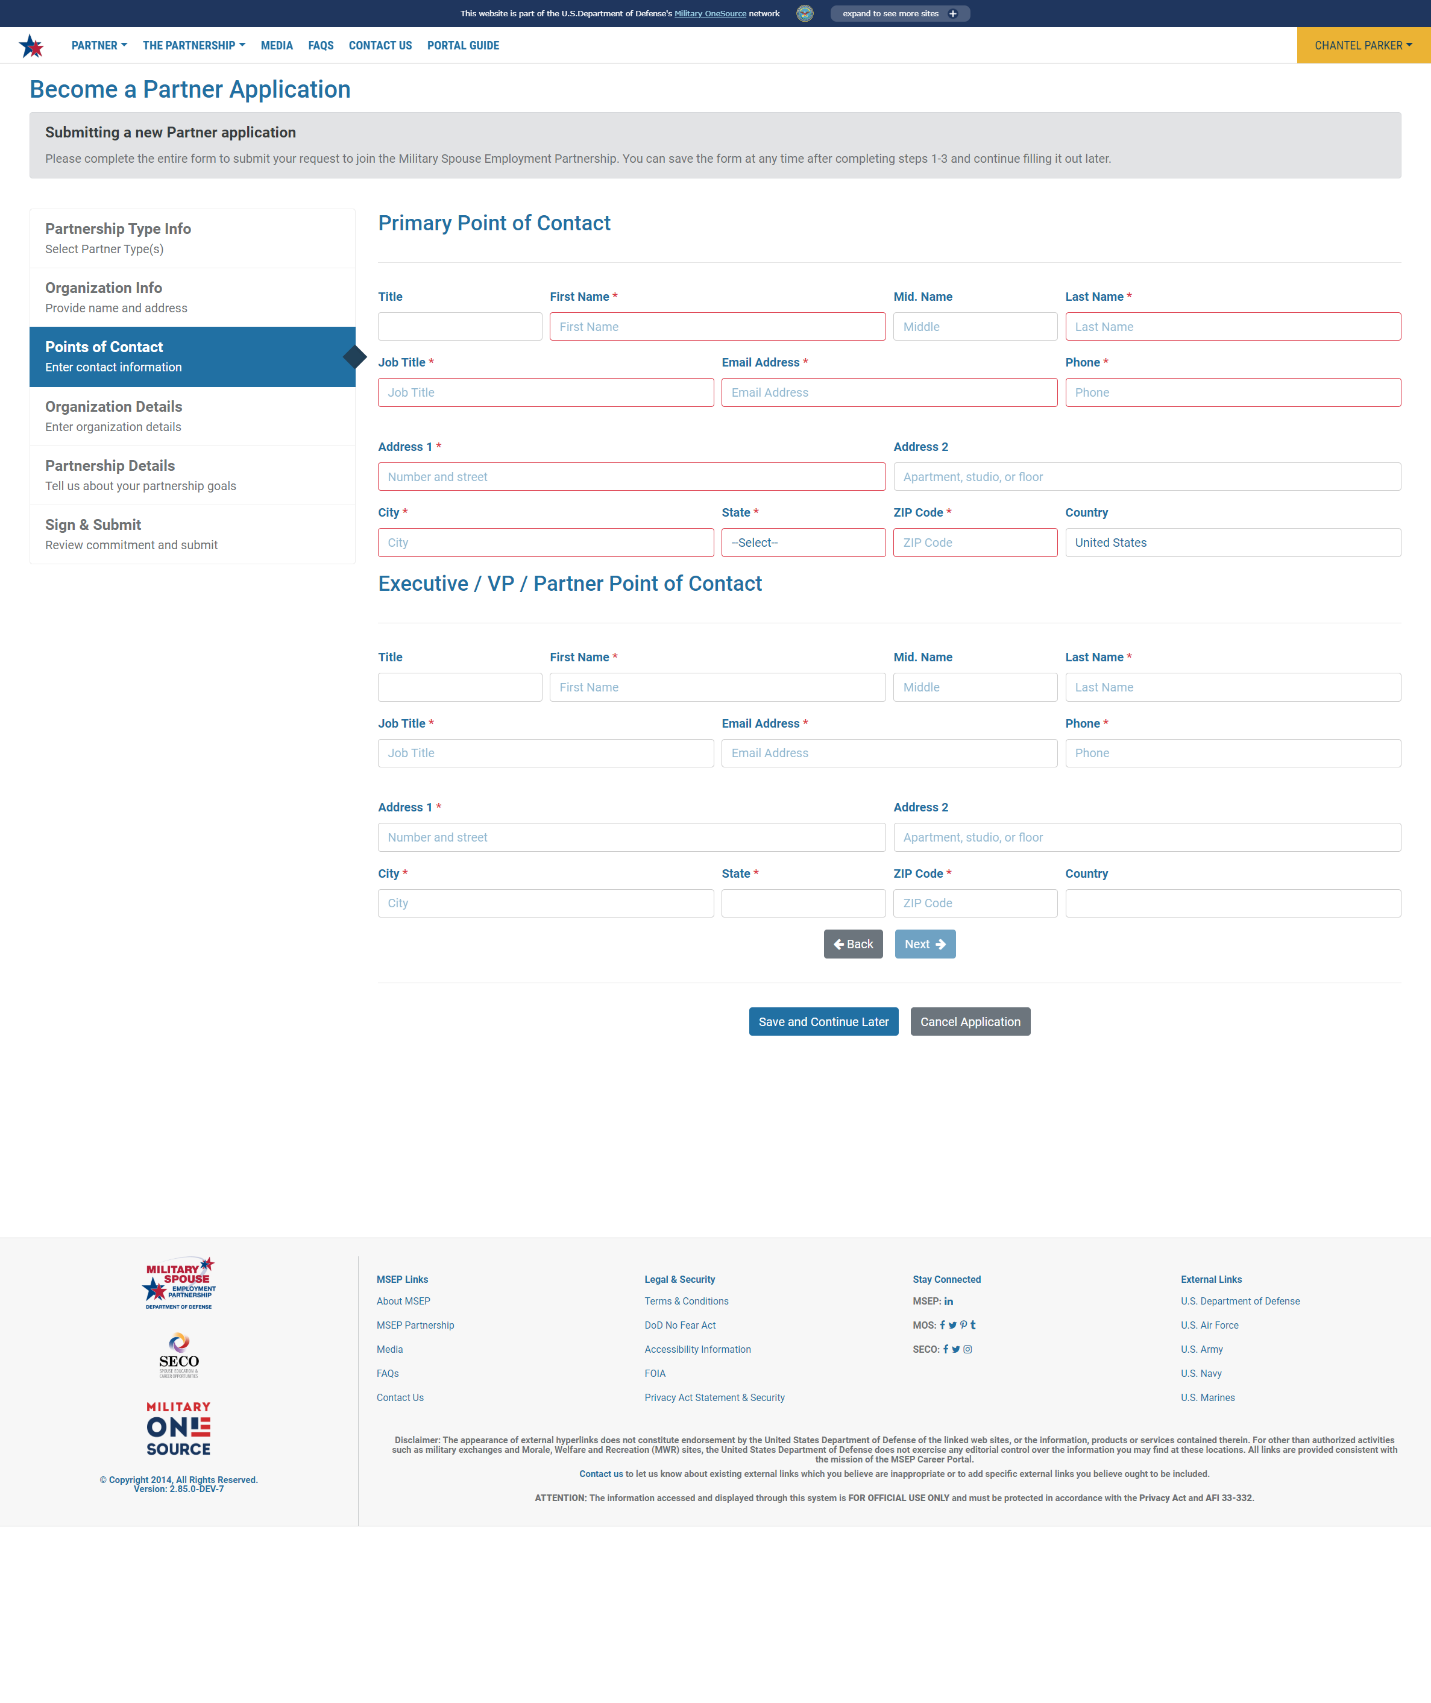 This website is part of the U.S.Department of Defense's Military OneSource network
expand to see more sites
PARTNER THE PARTNERSHIP MEDIA FAQS CONTACT US PORTAL GUIDE
CHANTEL PARKER
Become a Partner Application
Submitting a new Partner application
Please complete the entire form to submit your request to join the Military Spouse Employment Partnership. You can save the form at any time after completing steps 1-3 and continue filling it out later.
Partnership Type Info
Select Partner Type(s)
Organization Info
Provide name and address
Points of Contact
Enter contact information
Organization Details
Enter organization details
Partnership Details
Tell us about your partnership goals
Sign & Submit
Review commitment and submit
Primary Point of Contact
Title First Name * Mid. Name Last Name *
First Name Middle Last Name
Job Title * Email Address * Phone *
Job Title Email Address Phone
Address 1 * Address 2
Number and street Apartment, studio, or floor
City * State * ZIP Code * Country
City --Select-- ZIP Code United States
Executive / VP / Partner Point of Contact
Title First Name * Mid. Name Last Name *
First Name Middle Last Name
Job Title * Email Address * Phone *
Job Title Email Address Phone
Address 1 * Address 2
Number and street Apartment, studio, or floor
City * State * ZIP Code * Country
City ZIP Code
Back Next
Save and Continue Later Cancel Application
MILITARY
SPOUSE
EMPLOYMENT
PARTNERSHIP
DEPARTMENT OF DEFENSE
SECO
SPOUSE EDUCATION &
CAREER OPPORTUNITIES
MILITARY
ONE
SOURCE
© Copyright 2014, All Rights Reserved.
Version: 2.85.0-DEV-7
MSEP Links
About MSEP
MSEP Partnership
Media
FAQs
Contact Us
Legal & Security
Terms & Conditions
DoD No Fear Act
Accessibility Information
FOIA
Privacy Act Statement & Security
Stay Connected
MSEP:
MOS:
SECO:
External Links
U.S. Department of Defense
U.S. Air Force
U.S. Army
U.S. Navy
U.S. Marines
Disclaimer: The appearance of external hyperlinks does not constitute endorsement by the United States Department of Defense of the linked web sites, or the information, products or services contained therein. For other than authorized activities
such as military exchanges and Morale, Welfare and Recreation (MWR) sites, the United States Department of Defense does not exercise any editorial control over the information you may find at these locations. All links are provided consistent with
the mission of the MSEP Career Portal.
Contact us to let us know about existing external links which you believe are inappropriate or to add specific external links you believe ought to be included.
ATTENTION: The information accessed and displayed through this system is FOR OFFICIAL USE ONLY and must be protected in accordance with the Privacy Act and AFI 33-332.